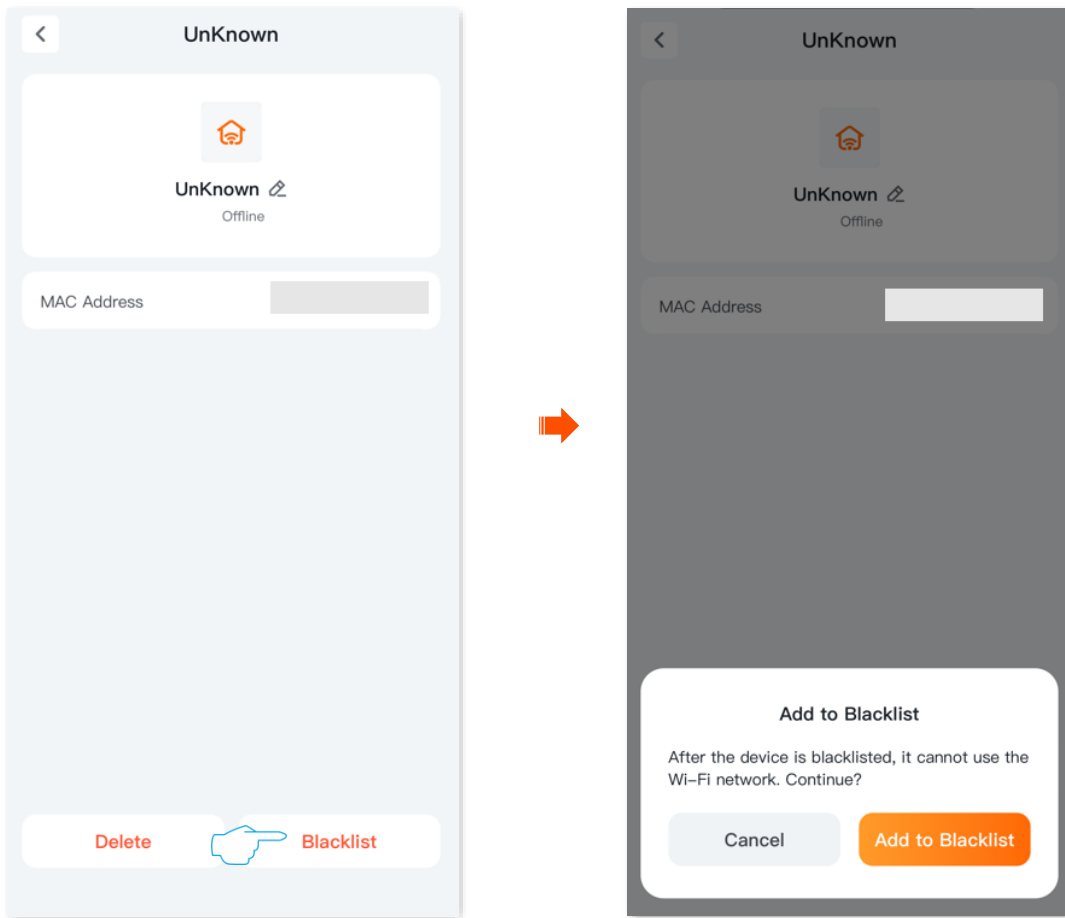 UnKnown
UnKnown
Offline
MAC Address
Delete
Blacklist
UnKnown
UnKnown
Offline
MAC Address
Add to Blacklist
After the device is blacklisted, it cannot use the
Wi-Fi network. Continue?
Cancel
Add to Blacklist